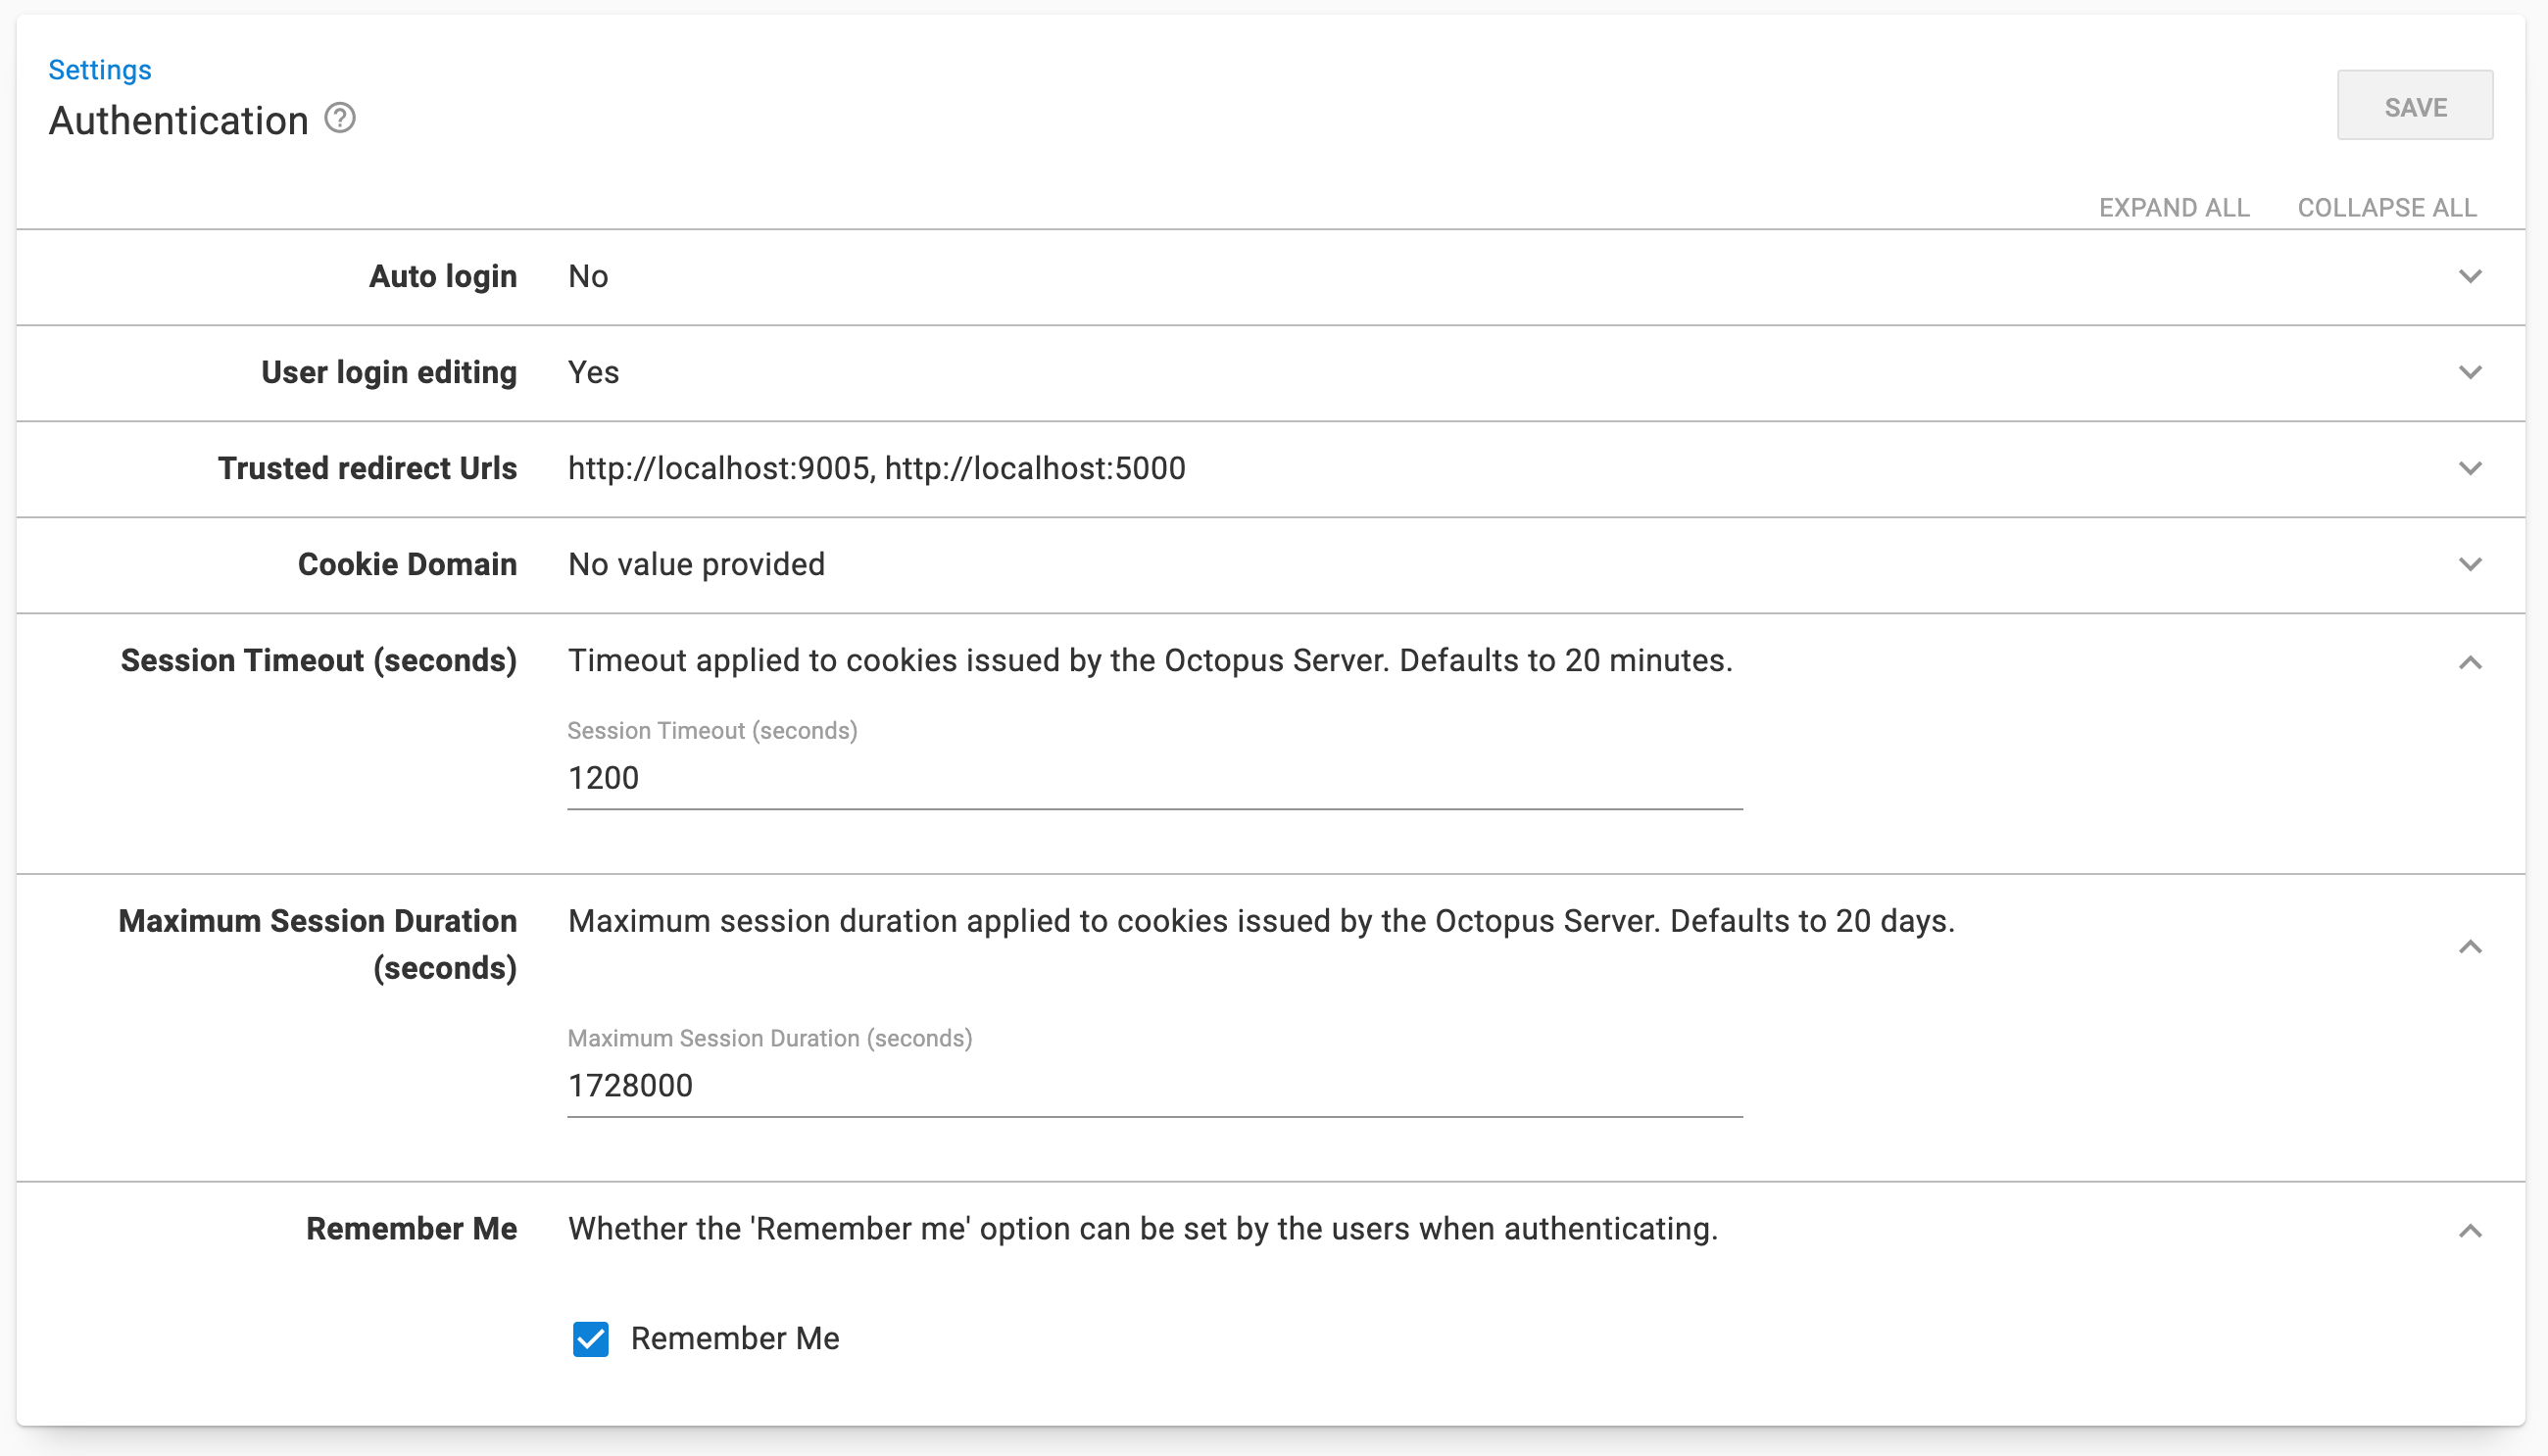 Settings
Authentication
SAVE
EXPAND ALL COLLAPSE ALL
Auto login No
User login editing Yes
Trusted redirect Urls http://localhost:9005, http://localhost:5000
Cookie Domain No value provided
Session Timeout (seconds) Timeout applied to cookies issued by the Octopus Server. Defaults to 20 minutes.
Session Timeout (seconds)
1200
Maximum Session Duration (seconds) Maximum session duration applied to cookies issued by the Octopus Server. Defaults to 20 days.
Maximum Session Duration (seconds)
1728000
Remember Me Whether the 'Remember me' option can be set by the users when authenticating.
Remember Me